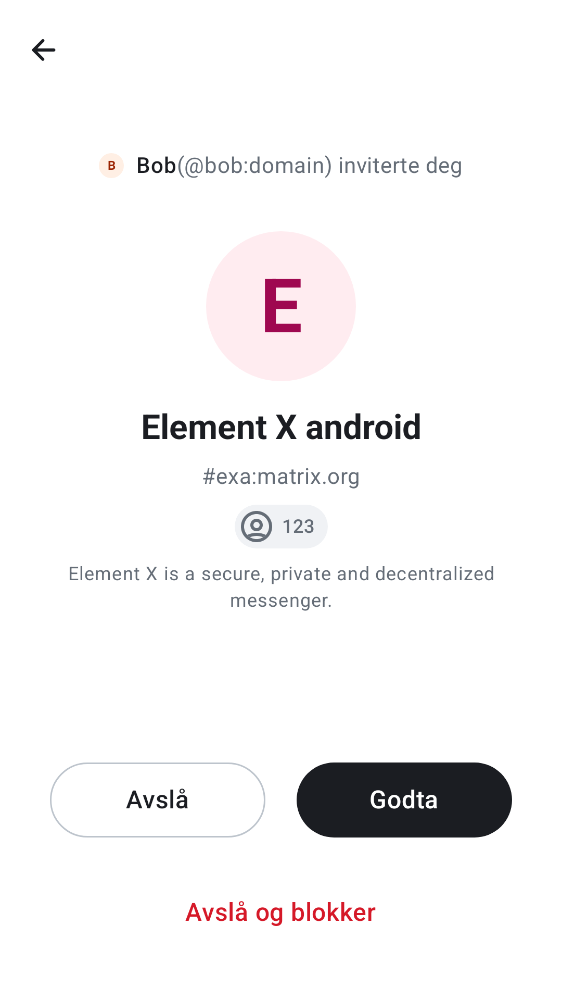 B Bob(@bob:domain) inviterte deg
E
Element X android
#exa:matrix.org
123
Element X is a secure, private and decentralized
messenger.
Avslå
Godta
Avslå og blokker